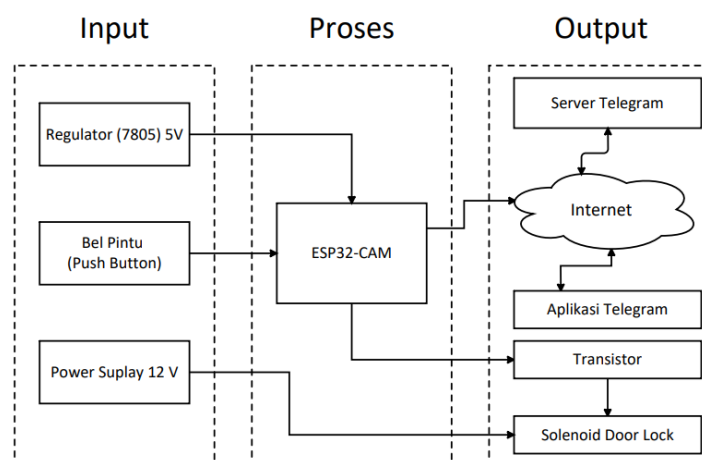 Input
Proses
Output
Regulator (7805) 5V
Bel Pintu
(Push Button)
Power Suplay 12 V
ESP32-CAM
Server Telegram
Internet
Aplikasi Telegram
Transistor
Solenoid Door Lock